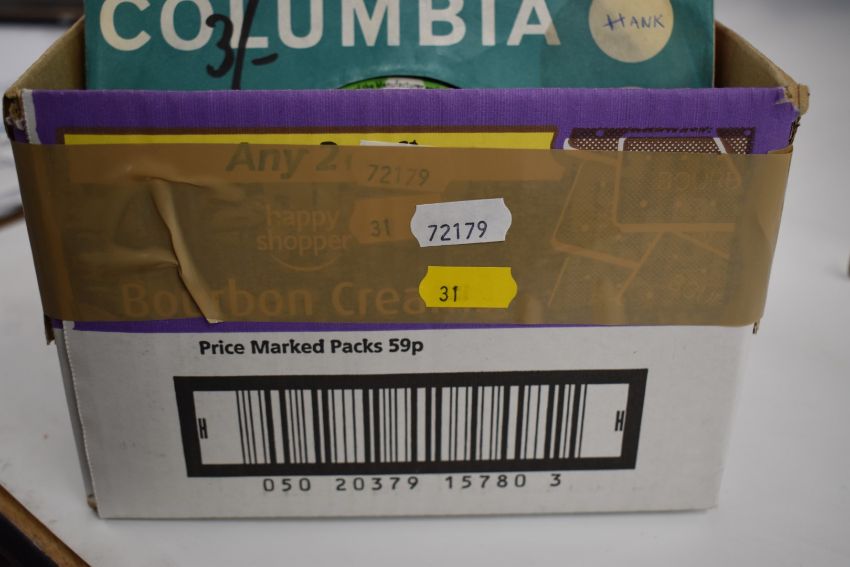 COLUMBIA
3/-
HANK
Any 2
72179
happy
shopper
31
72179
Bourbon Creams
31
Price Marked Packs 59p
H
H
050 20379 15780 3